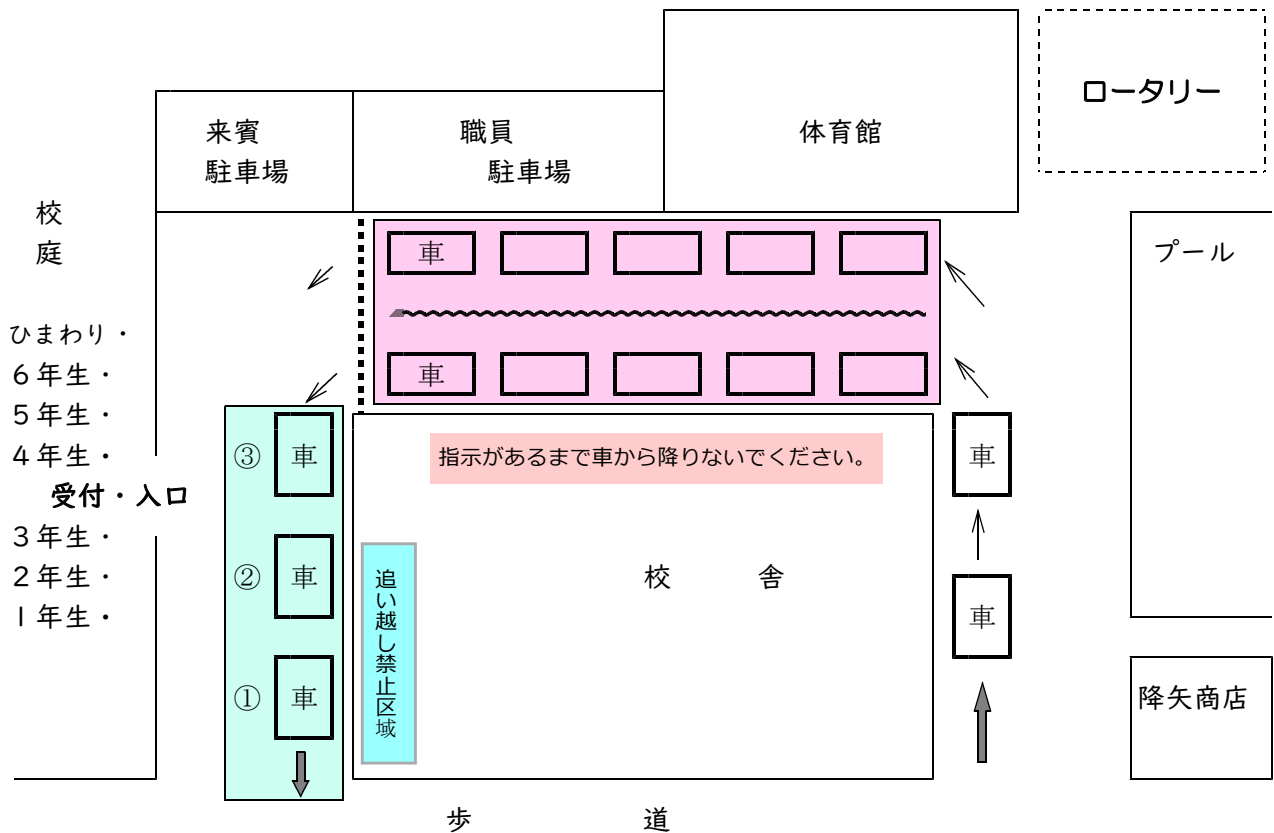 ロータリー
来賓
駐車場
職員
駐車場
体育館
校
庭
プール
車
ひまわり・
車
6年生・
5年生・
4年生・
③ 車
指示があるまで車から降りないでください。
車
受付・入口
3年生・
2年生・
② 車
追い越し禁止区域
校 舎
車
1年生・
① 車
降矢商店
歩 道